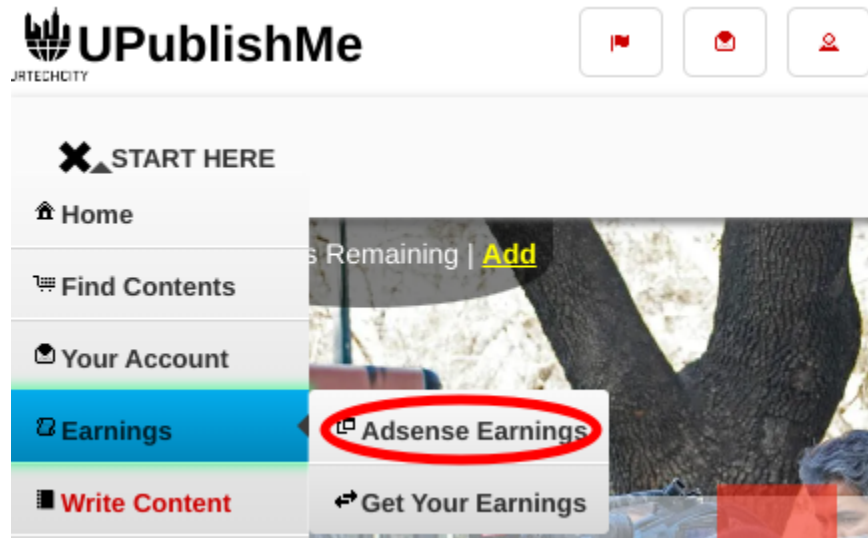 UPublishMe
URTECHCITY
START HERE
Home
Remaining | Add
Find Contents
Your Account
Earnings
Adsense Earnings
Write Content
Get Your Earnings